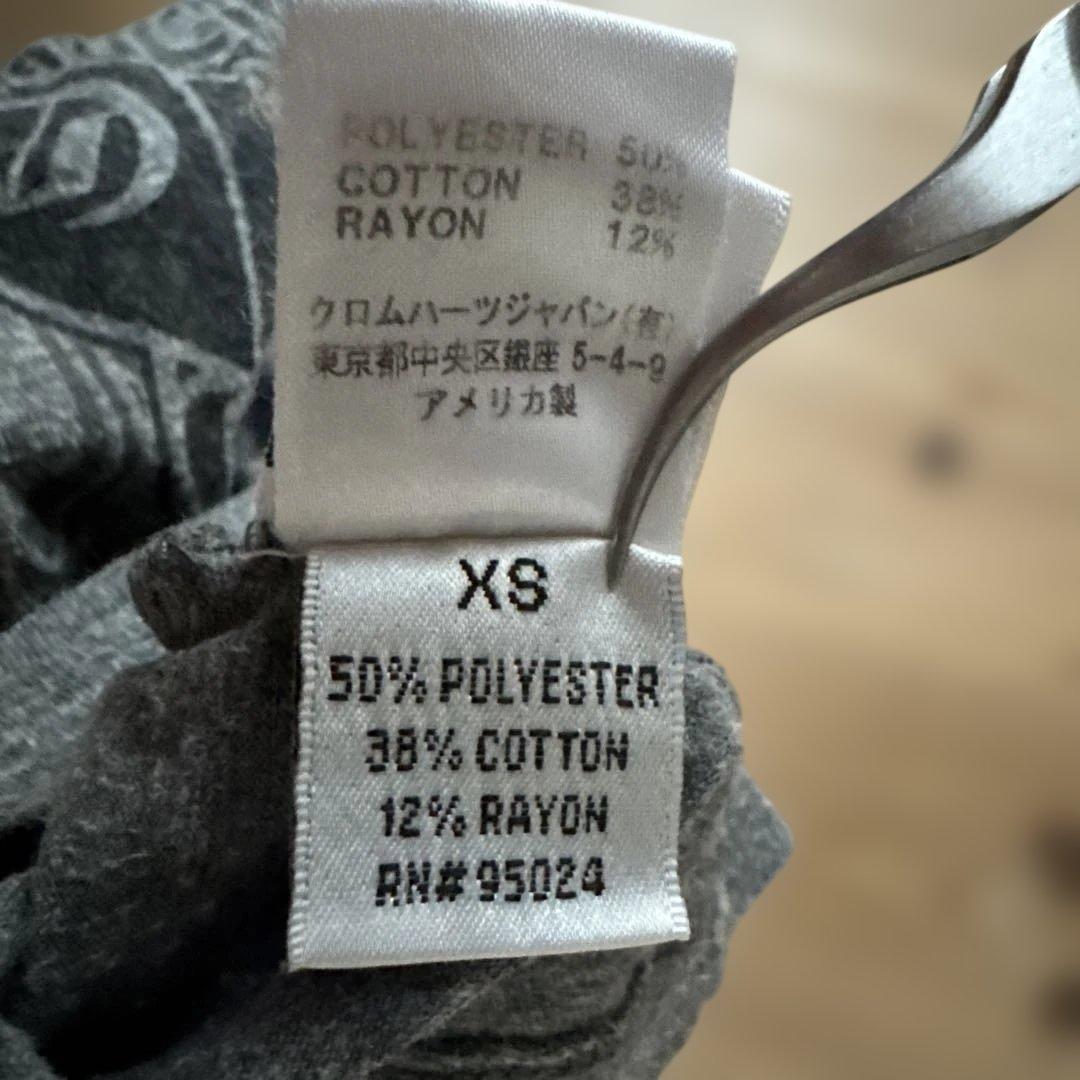 POLYESTER 50%
COTTON 38%
RAYON 12%
クロムハーツジャパン(有)
東京都中央区銀座 5-4-9
アメリカ製
XS
50% POLYESTER
38% COTTON
12% RAYON
RN# 95024